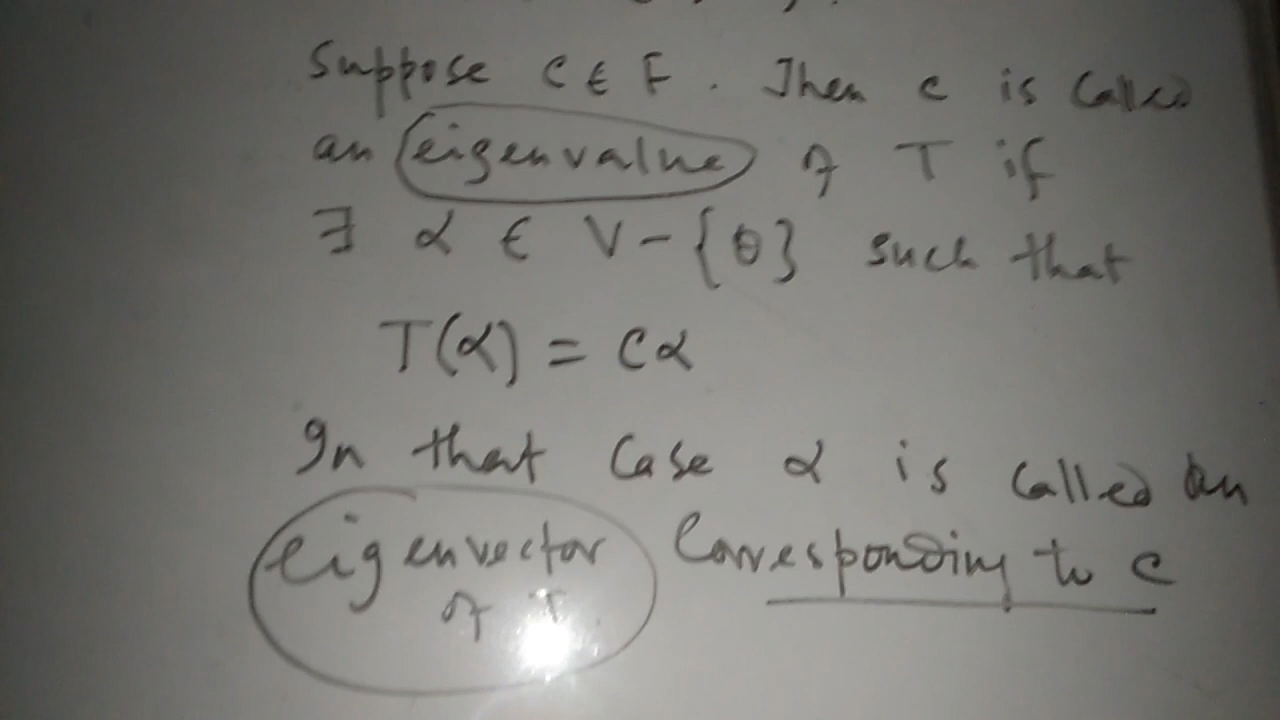 Suppose C ∈ F. Then c is called
an eigenvalue of T if
∃ α ∈ V-{θ} such that
T(α) = cα
In that case α is called an
eigenvector corresponding to c
of T